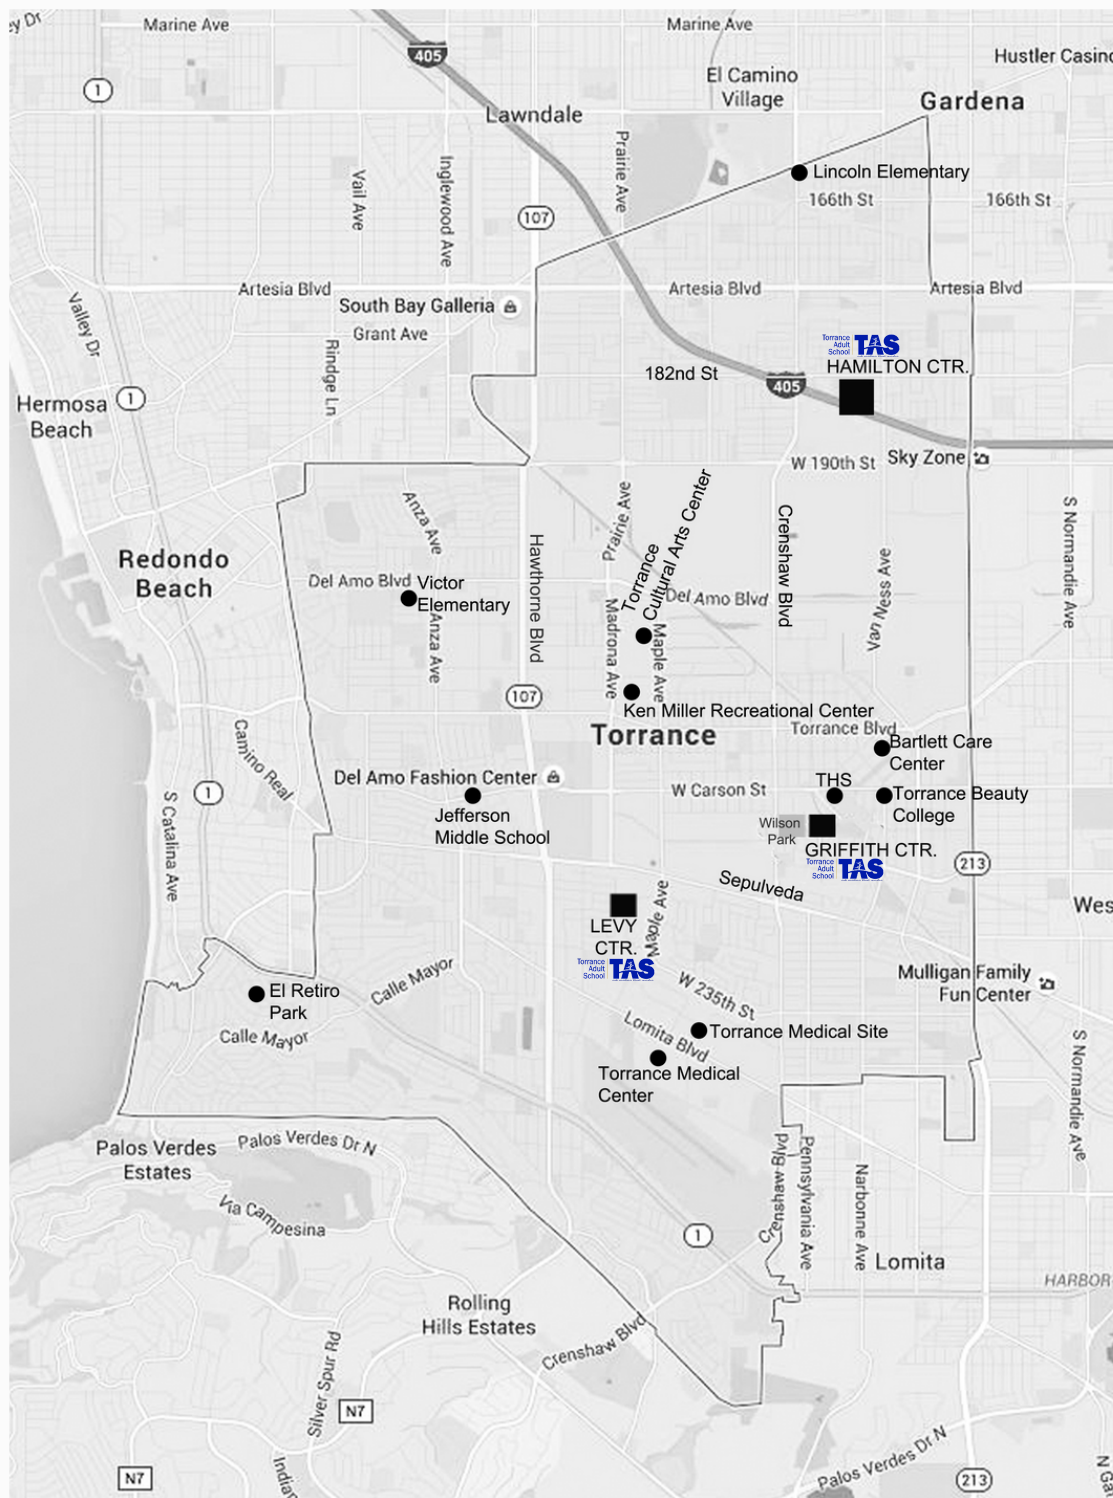 ey Dr
Marine Ave
Marine Ave
405
Hustler Casino
El Camino
Village
1
Gardena
Lawndale
Prairie Ave
Inglewood Ave
Vail Ave
Lincoln Elementary
166th St
166th St
107
Artesia Blvd
Artesia Blvd
Artesia Blvd
South Bay Galleria
Valley Dr
Grant Ave
Rindge Ln
Torrance
Adult
School
TAS
HAMILTON CTR.
182nd St
405
1
Hermosa
Beach
W 190th St
Sky Zone
Anza Ave
Prairie Ave
Torrance
Cultural Arts Center
Crenshaw Blvd
S Normandie Ave
Hawthorne Blvd
Van Ness Ave
Redondo
Beach
Del Amo Blvd
Victor
Elementary
Del Amo Blvd
Anza Ave
Madrona Ave
Maple Ave
107
Ken Miller Recreational Center
Torrance
Torrance Blvd
Bartlett Care
Center
Camino Real
Del Amo Fashion Center
THS
W Carson St
1
Torrance Beauty
College
S Catalina Ave
Jefferson
Middle School
Wilson
Park
GRIFFITH CTR.
Torrance
Adult
School
TAS
213
Sepulveda
Maple Ave
Wes
LEVY
CTR.
Torrance
Adult
School
TAS
Calle Mayor
Mulligan Family
Fun Center
El Retiro
Park
W 235th St
Calle Mayor
Lomita Blvd
Torrance Medical Site
S Normandie Ave
Torrance Medical
Center
Palos Verdes
Estates
Palos Verdes Dr N
Crenshaw Blvd
Pennsylvania Ave
Narbonne Ave
Via Campesina
1
Lomita
HARBOR
Rolling
Hills Estates
Crenshaw Blvd
Silver Spur Rd
N7
N7
Indian
Palos Verdes Dr N
213
N Ga